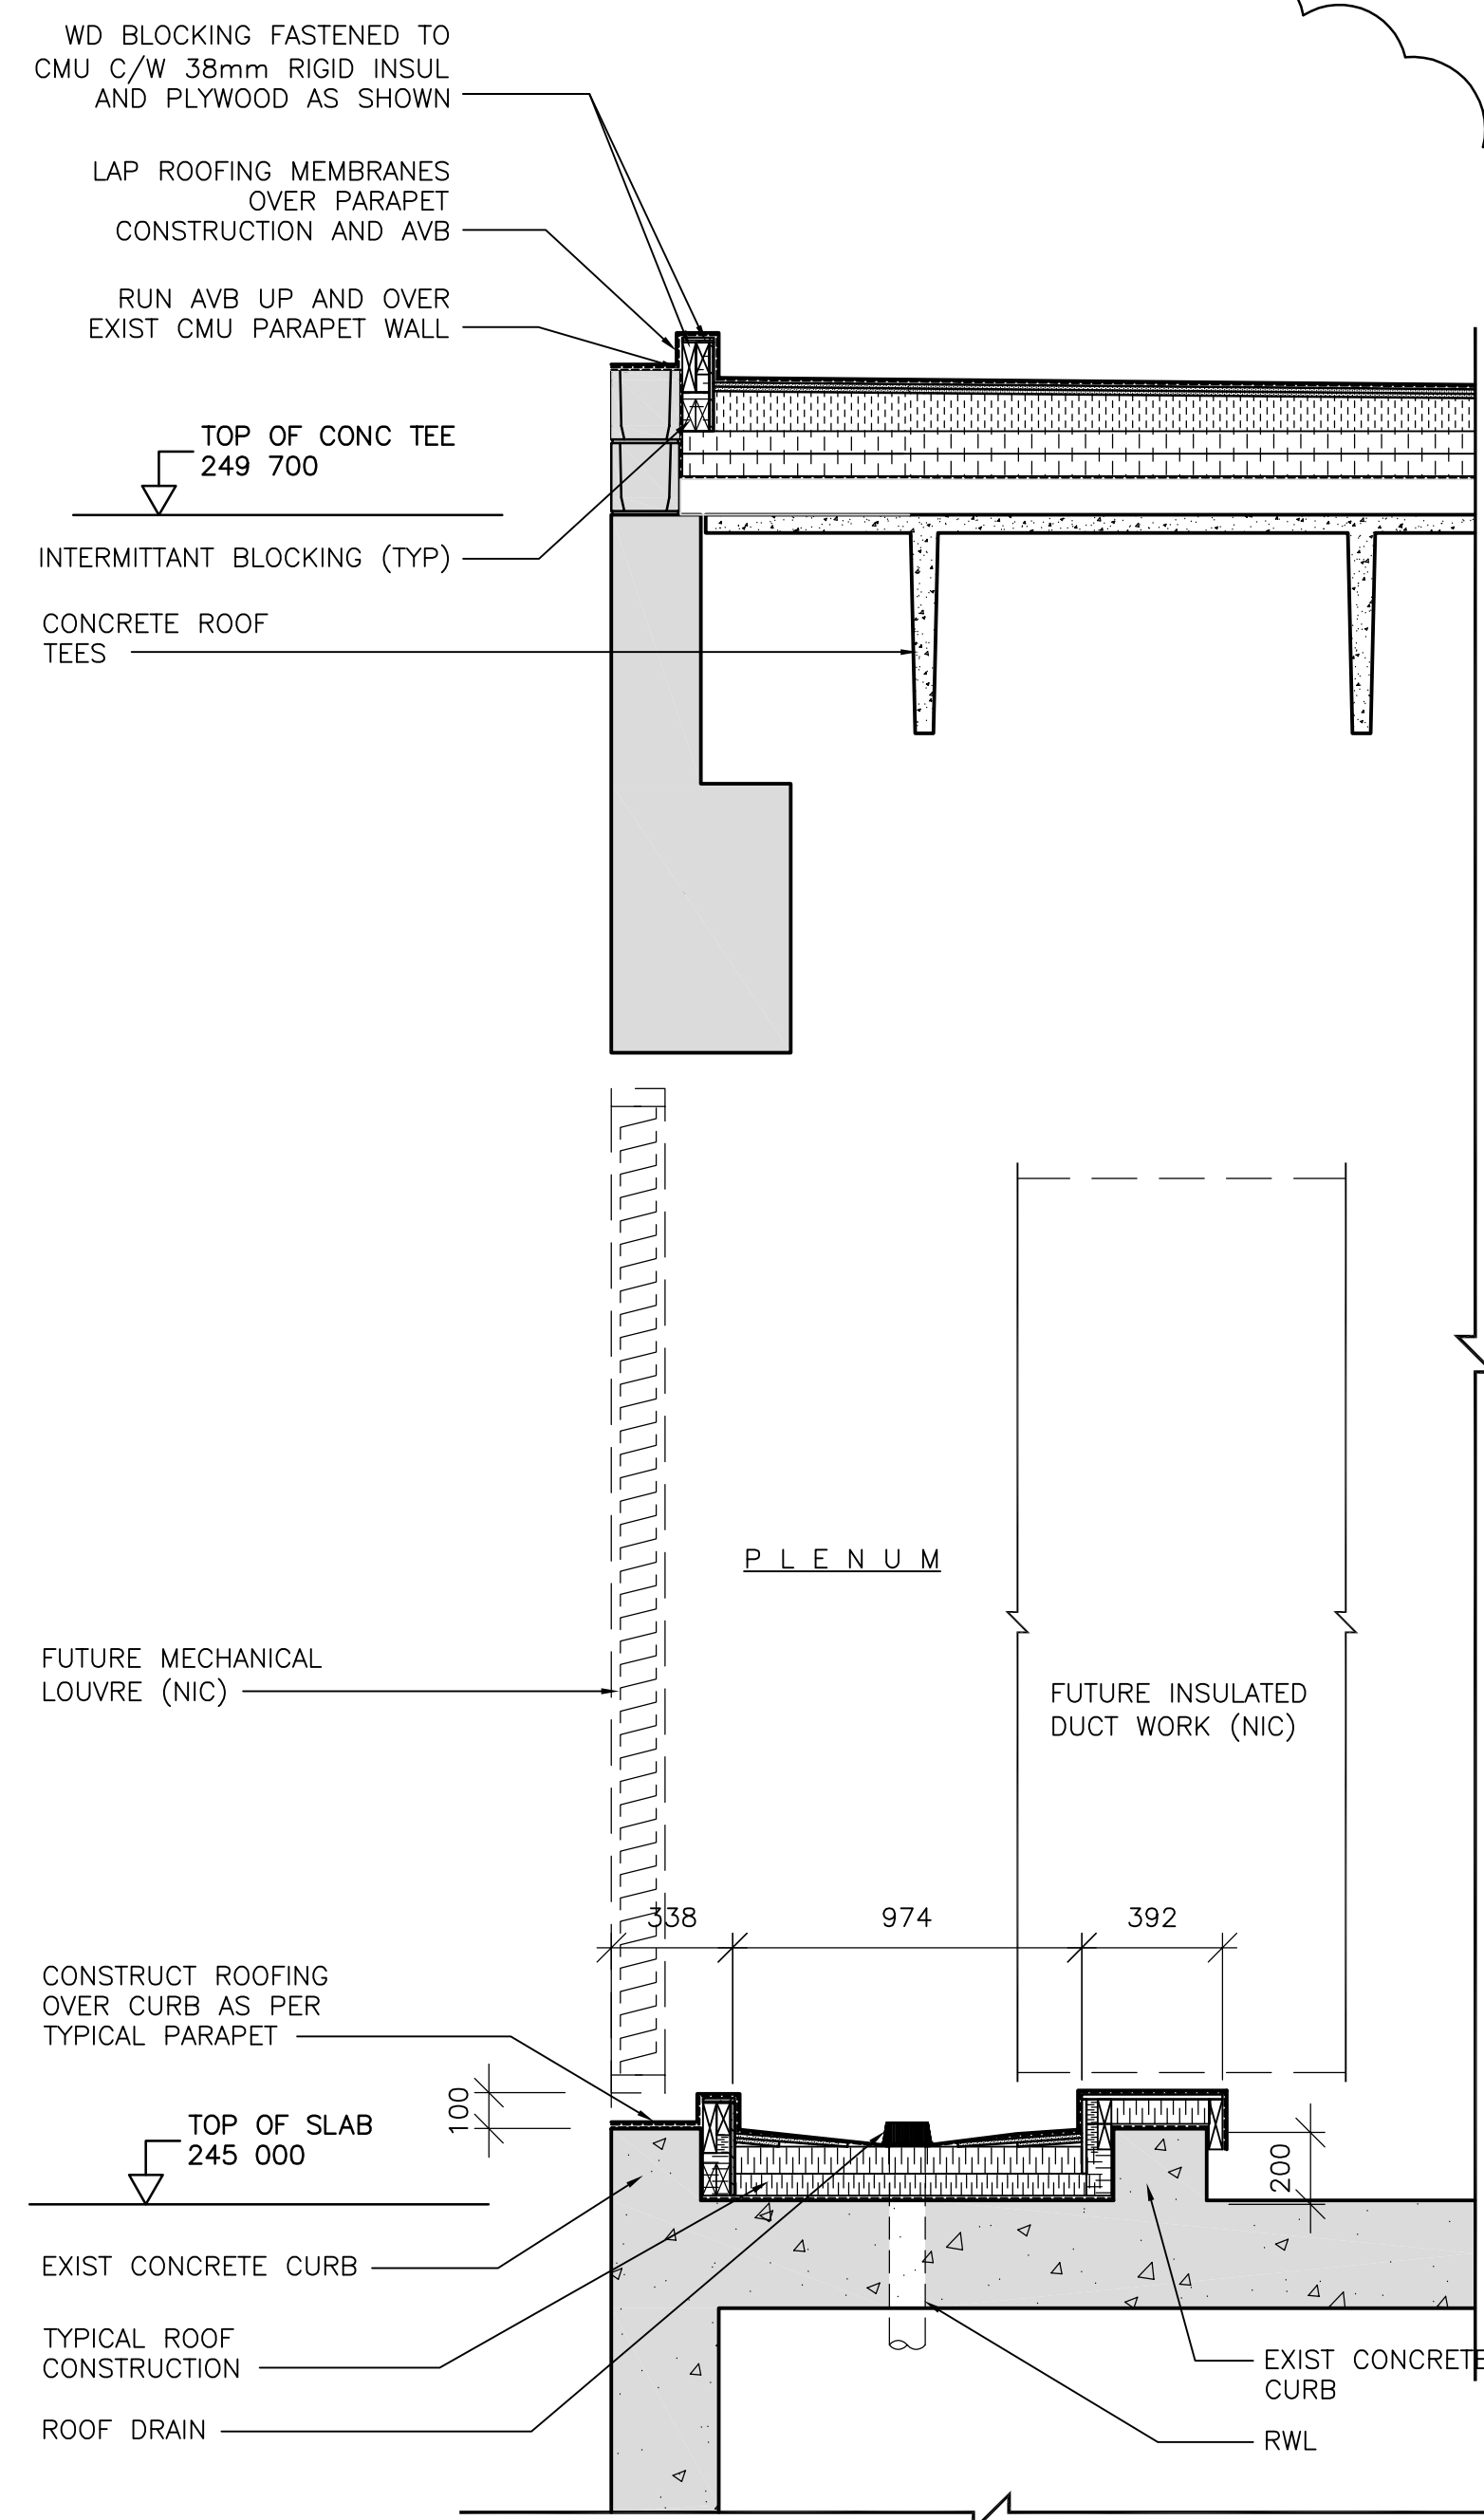 WD BLOCKING FASTENED TO
CMU C/W 38mm RIGID INSUL
AND PLYWOOD AS SHOWN
LAP ROOFING MEMBRANES
OVER PARAPET
CONSTRUCTION AND AVB
RUN AVB UP AND OVER
EXIST CMU PARAPET WALL
TOP OF CONC TEE
249 700
INTERMITTANT BLOCKING (TYP)
CONCRETE ROOF
TEES
PLENUM
FUTURE MECHANICAL
LOUVRE (NIC)
FUTURE INSULATED
DUCT WORK (NIC)
338
974
392
CONSTRUCT ROOFING
OVER CURB AS PER
TYPICAL PARAPET
100
TOP OF SLAB
245 000
200
EXIST CONCRETE CURB
TYPICAL ROOF
CONSTRUCTION
ROOF DRAIN
EXIST CONCRETE
CURB
RWL